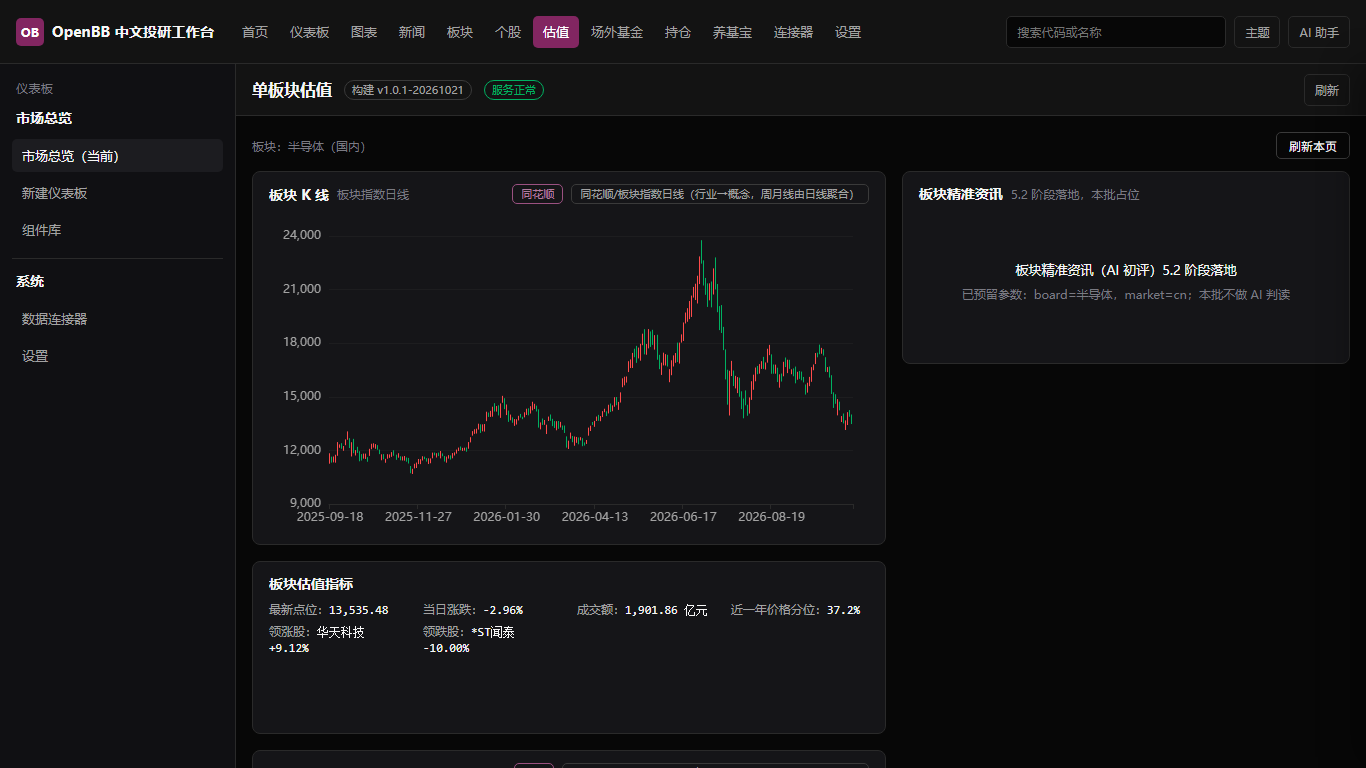 OB OpenBB 中文投研工作台 首页 仪表板 图表 新闻 板块 个股 估值 场外基金 持仓 养基宝 连接器 设置 搜索代码或名称 主题 AI 助手
仪表板
市场总览
市场总览（当前）
新建仪表板
组件库
系统
数据连接器
设置
单板块估值 构建 v1.0.1-20261021 服务正常 刷新
板块：半导体（国内） 刷新本页
板块 K 线 板块指数日线 同花顺 同花顺/板块指数日线（行业→概念，周月线由日线聚合）
24,000
21,000
18,000
15,000
12,000
9,000
2025-09-18 2025-11-27 2026-01-30 2026-04-13 2026-06-17 2026-08-19
板块精准资讯 5.2 阶段落地，本批占位
板块精准资讯（AI 初评）5.2 阶段落地
已预留参数：board=半导体，market=cn；本批不做 AI 判读
板块估值指标
最新点位：13,535.48 当日涨跌：-2.96% 成交额：1,901.86 亿元 近一年价格分位：37.2%
领涨股：华天科技 领跌股：*ST闻泰
+9.12% -10.00%